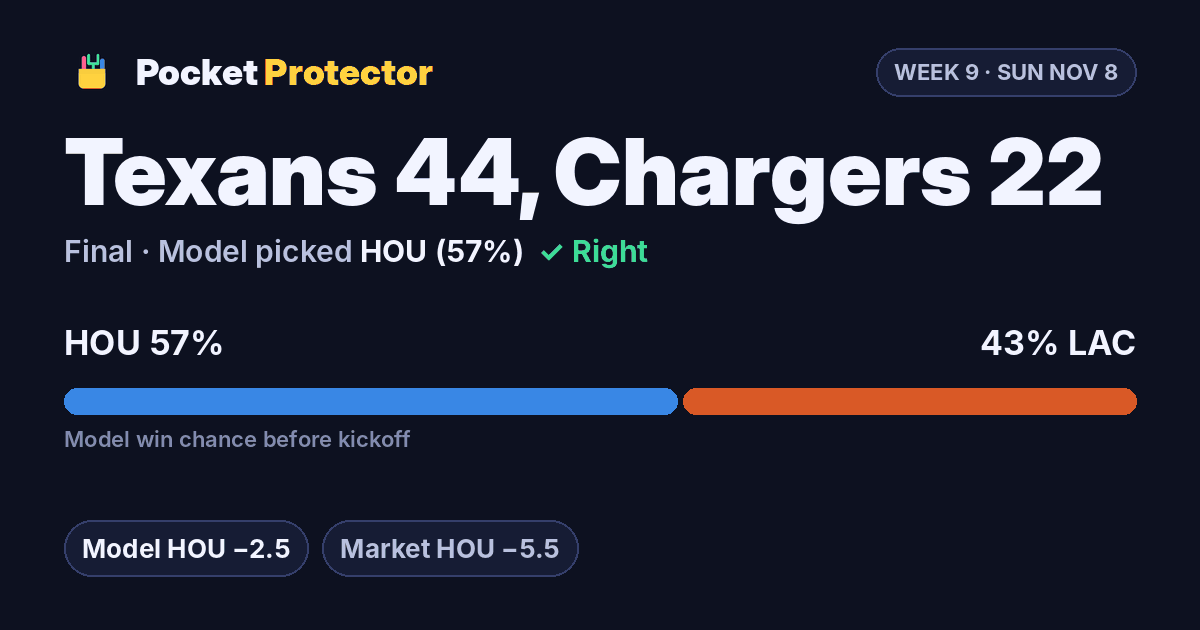 Pocket Protector
WEEK 9 · SUN NOV 8
Texans 44, Chargers 22
Final · Model picked HOU (57%) ✓ Right
HOU 57%
43% LAC
Model win chance before kickoff
Model HOU −2.5
Market HOU −5.5